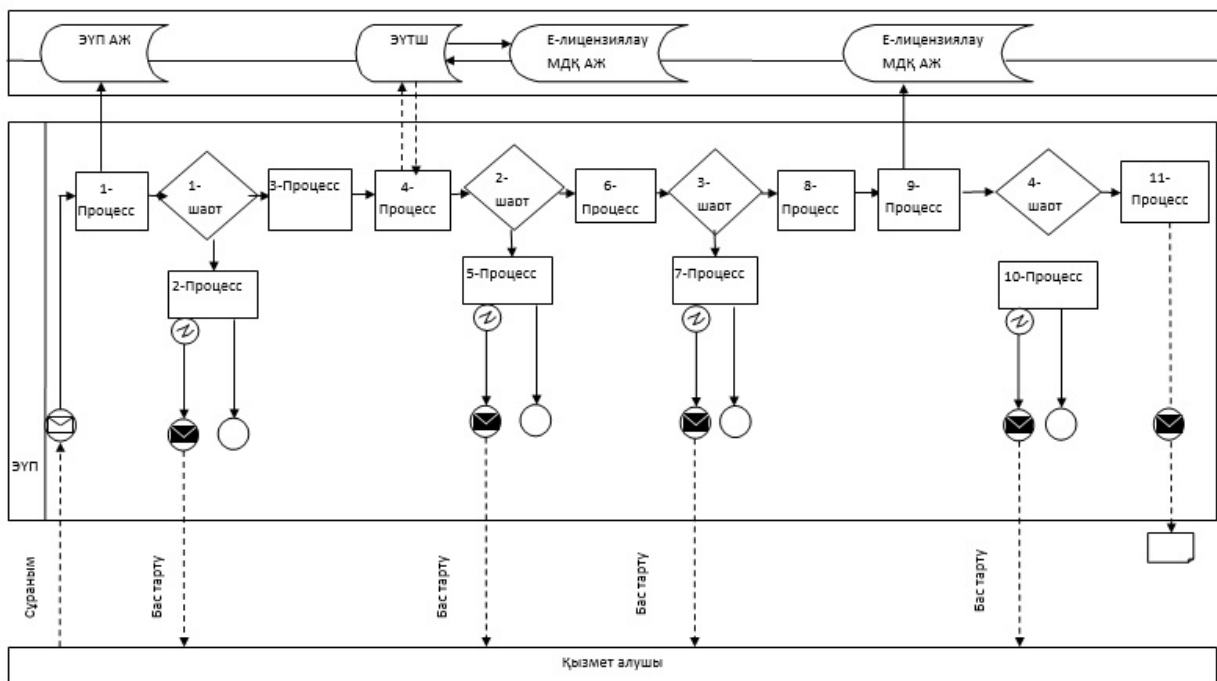 ЭҮП АЖ
ЭҮТШ
Е-лицензиялау
МДҚ АЖ
Е-лицензиялау
МДҚ АЖ
1-
Процесс
1-
шарт
3-Процесс
4-
Процесс
2-
шарт
6-
Процесс
3-
шарт
8-
Процесс
9-
Процесс
4-
шарт
11-
Процесс
2-Процесс
5-Процесс
7-Процесс
10-Процесс
ЭҮП
Сұраным
Бас тарту
Бас тарту
Бас тарту
Бас тарту
Қызмет алушы